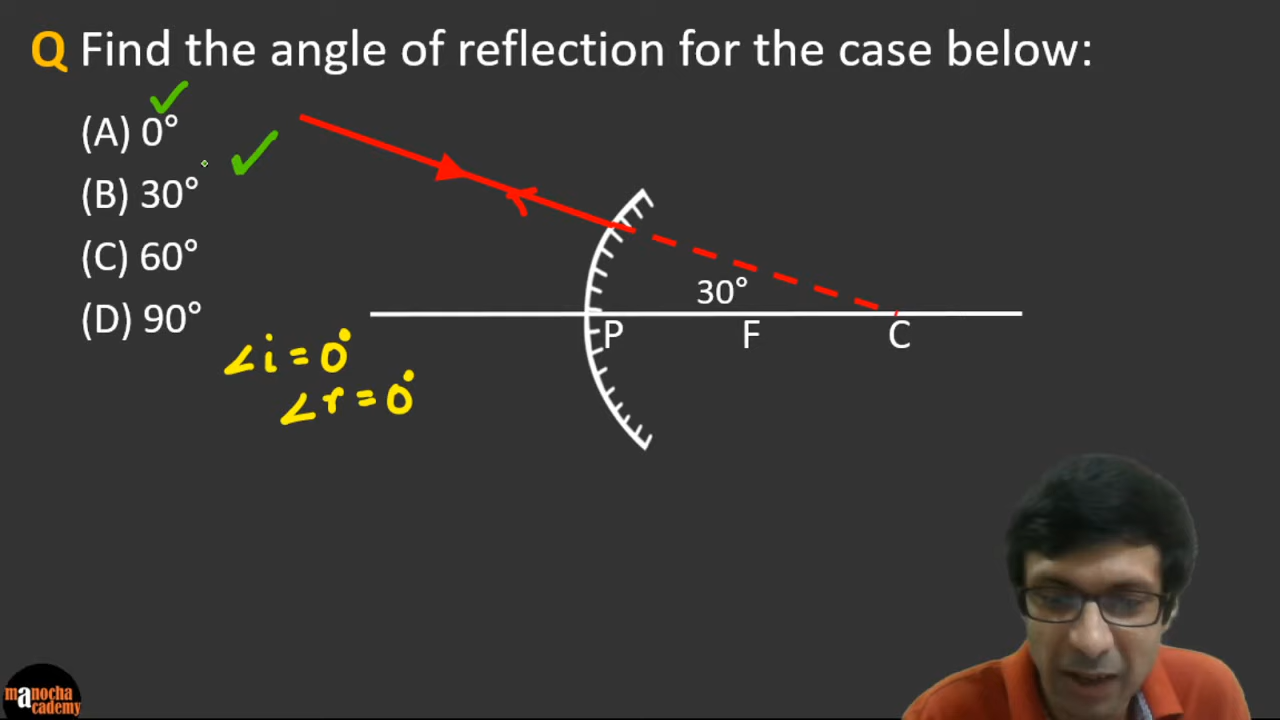 Q Find the angle of reflection for the case below:
(A) 0°
(B) 30°
(C) 60°
(D) 90°
30°
P F C
∠i = 0°
∠r = 0°
manocha
academy